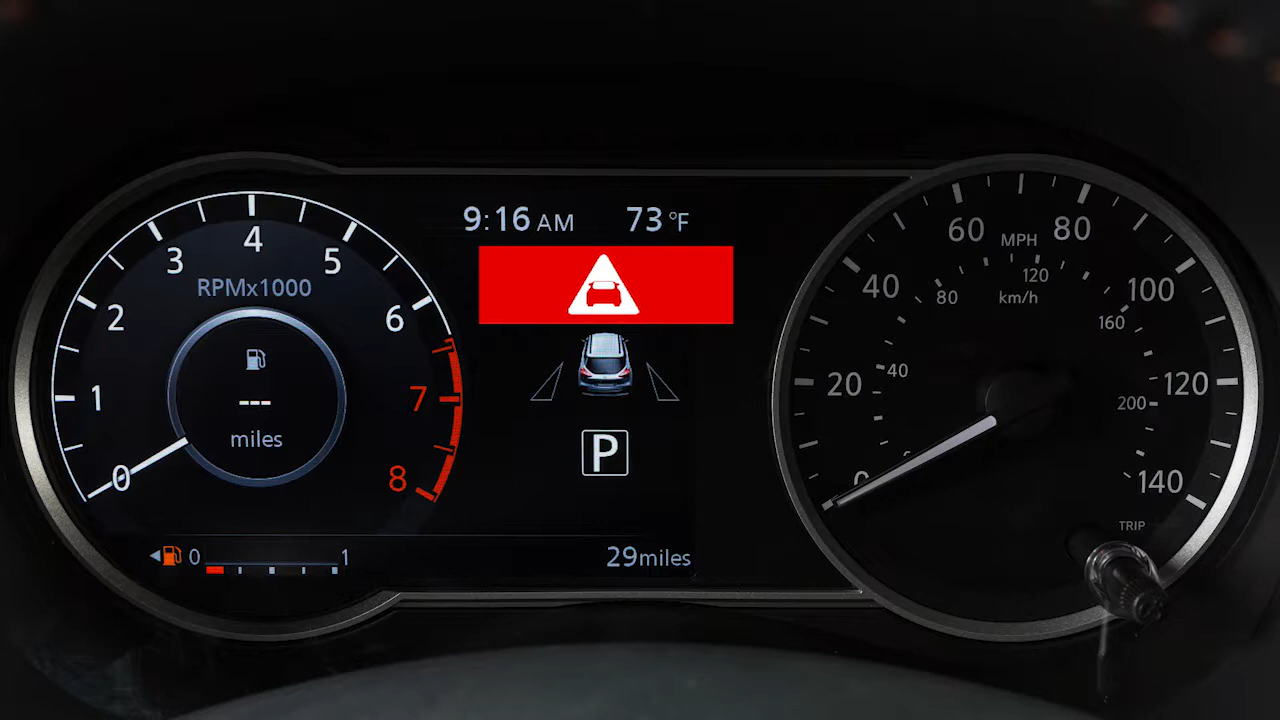 9:16 AM 73 °F
4
3 5
RPMx1000
2 6
---
1 7
miles
0 8
P
0 1
29miles
60 MPH 80
120
40 80 km/h 100
160
40
20 120
200
0 140
TRIP